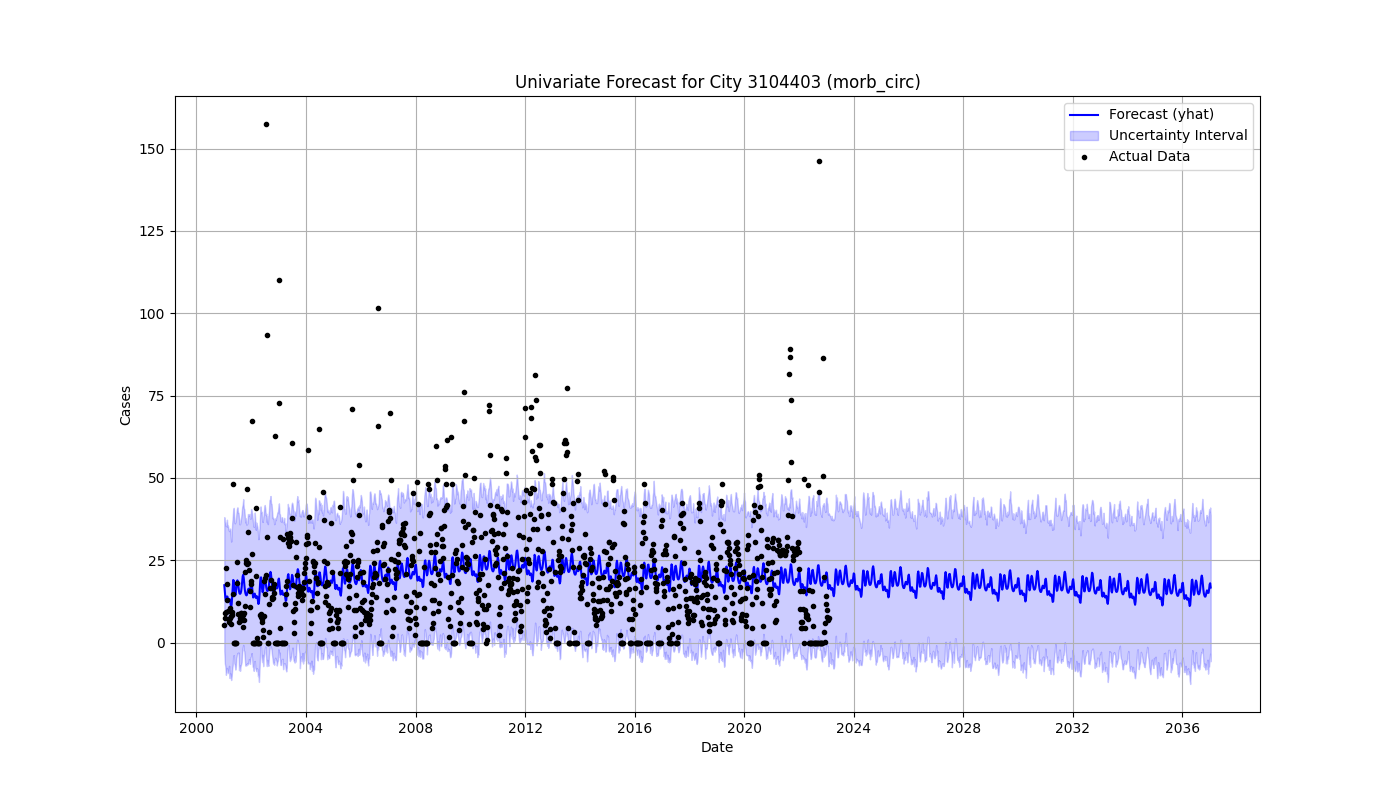 Univariate Forecast for City 3104403 (morb_circ)
Forecast (yhat)
Uncertainty Interval
Actual Data
150
125
100
75
50
25
0
Cases
2000 2004 2008 2012 2016 2020 2024 2028 2032 2036
Date